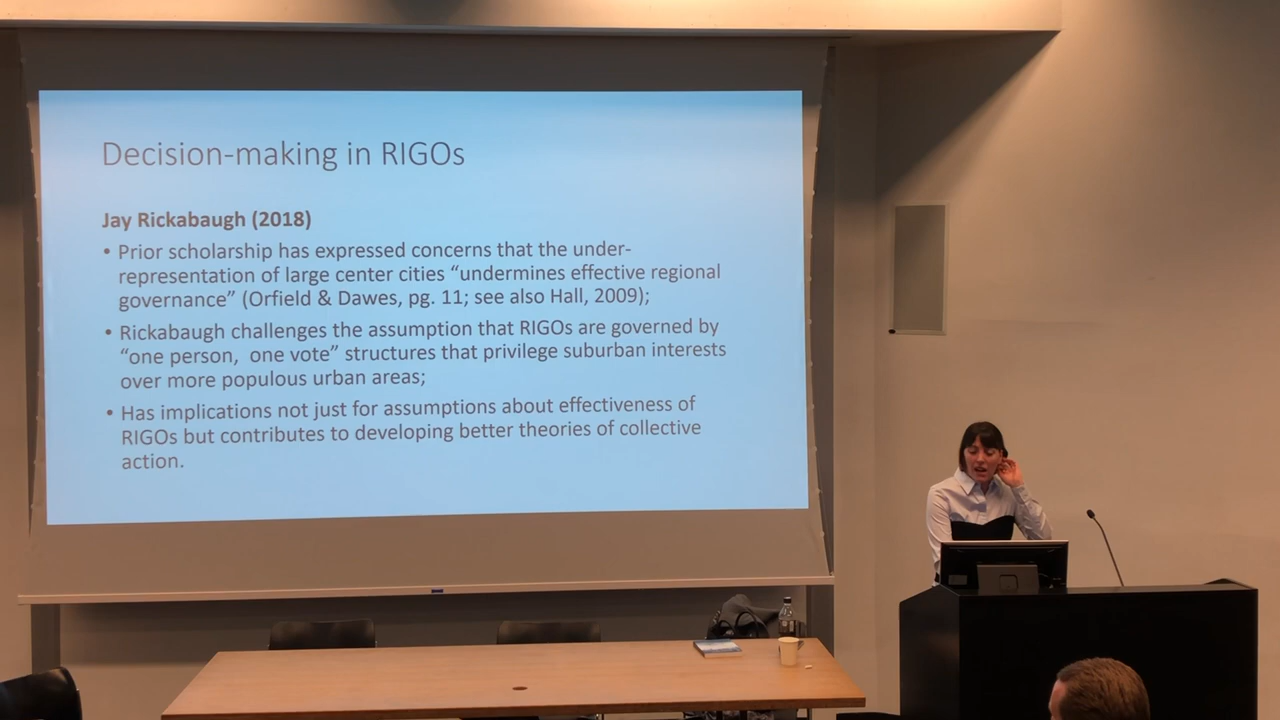 Decision-making in RIGOs
Jay Rickabaugh (2018)
• Prior scholarship has expressed concerns that the under-
representation of large center cities “undermines effective regional
governance” (Orfield & Dawes, pg. 11; see also Hall, 2009);
• Rickabaugh challenges the assumption that RIGOs are governed by
“one person, one vote” structures that privilege suburban interests
over more populous urban areas;
• Has implications not just for assumptions about effectiveness of
RIGOs but contributes to developing better theories of collective
action.